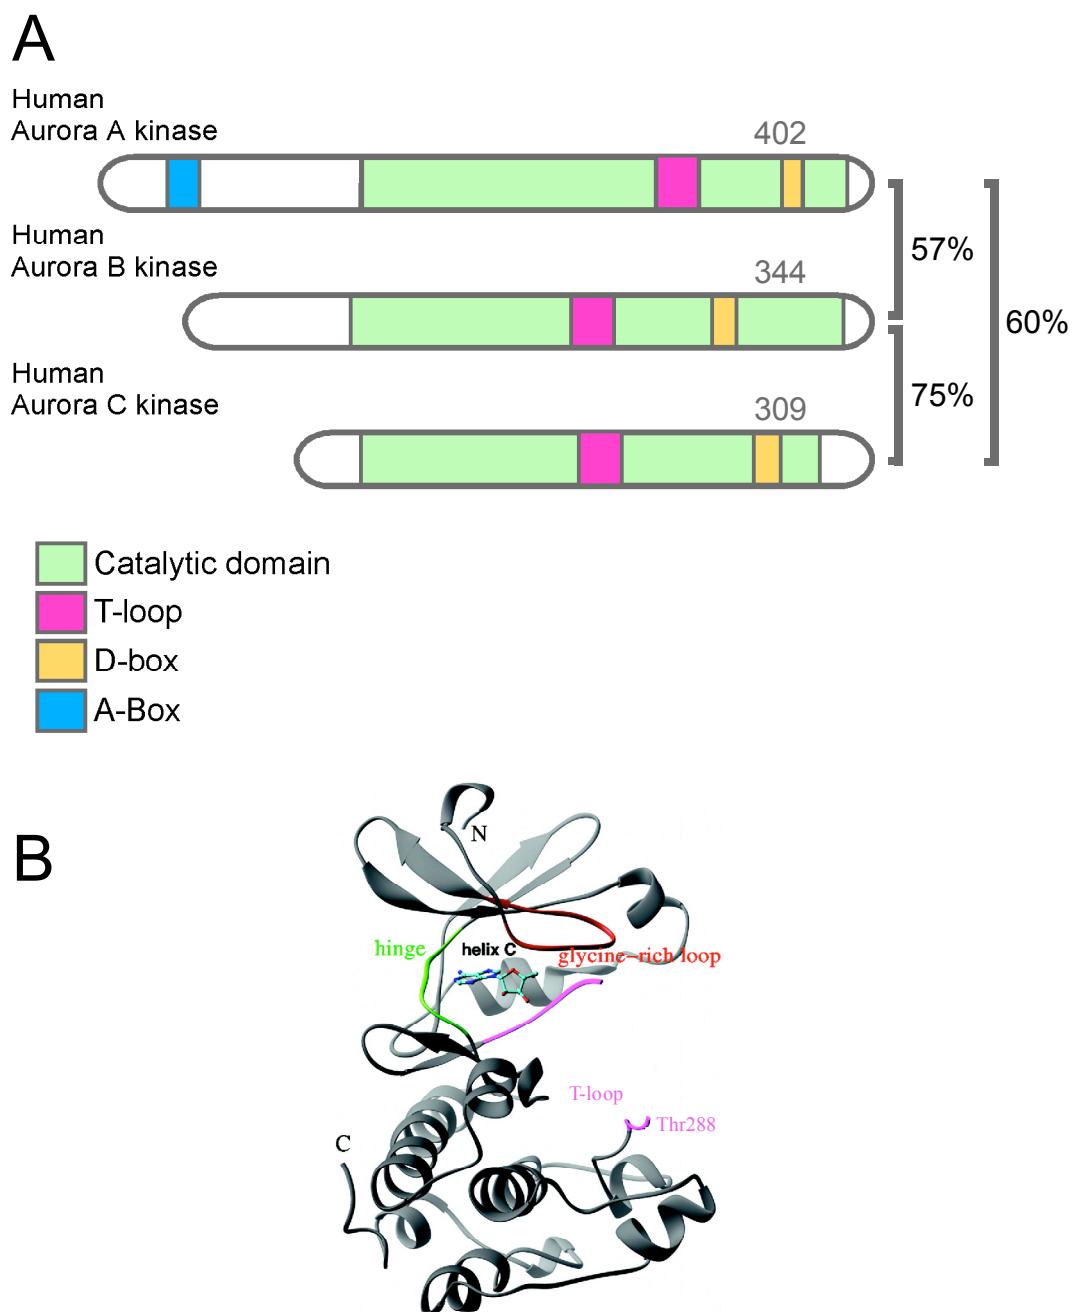 A
Human
Aurora A kinase
402
Human
Aurora B kinase
344
57%
60%
Human
Aurora C kinase
309
75%
Catalytic domain
T-loop
D-box
A-Box
B
N
hinge
helix C
glycine-rich loop
T-loop
Thr288
C